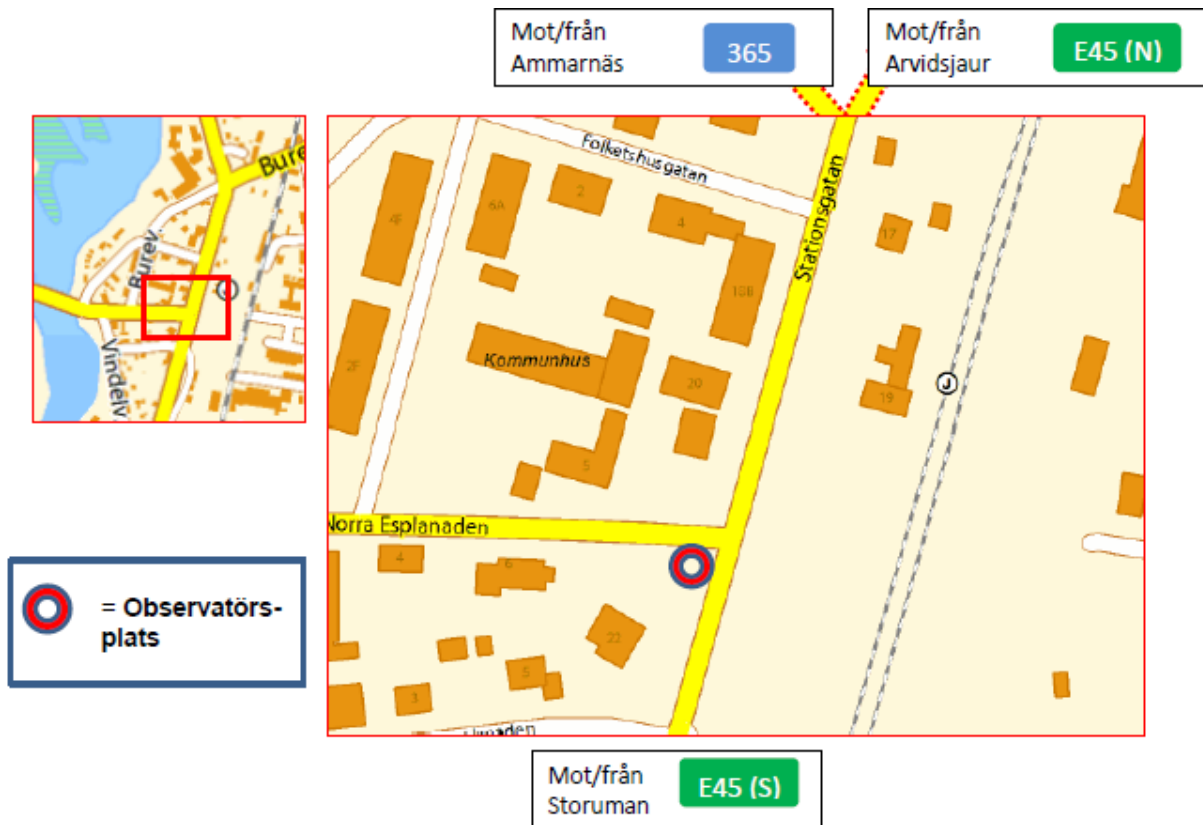 Mot/från
Ammarnäs
365
Mot/från
Arvidsjaur
E45 (N)
Bure
Burev.
Vindelv
Folketshusgatan
Stationsgatan
4E
6A
2
4
18B
17
2F
Kommunhus
20
19
5
Norra Esplanaden
4
6
22
5
3
= Observatörs-
plats
Mot/från
Storuman
E45 (S)